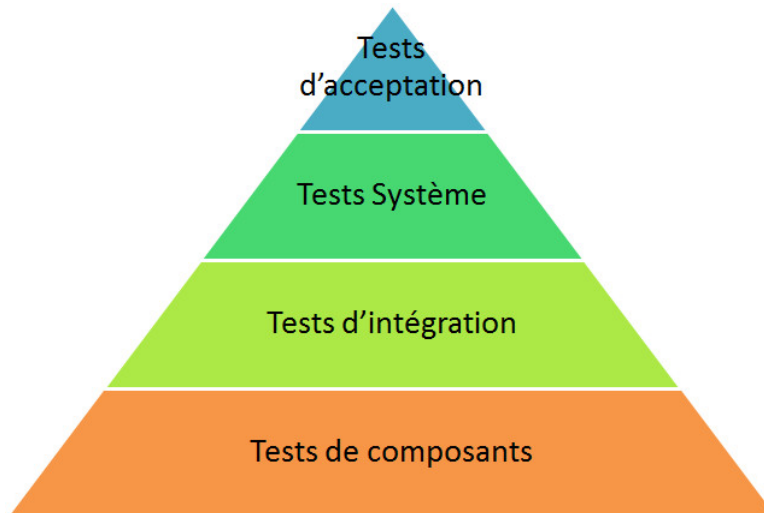 Tests
d’acceptation
Tests Système
Tests d’intégration
Tests de composants